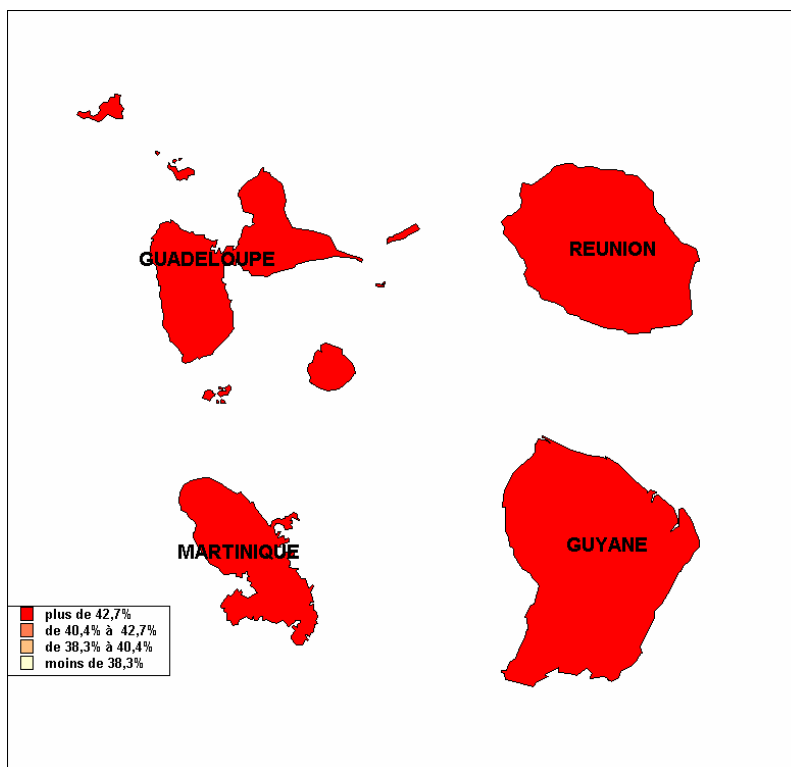 GUADELOUPE
REUNION
MARTINIQUE
GUYANE
plus de 42,7%
de 40,4% à 42,7%
de 38,3% à 40,4%
moins de 38,3%